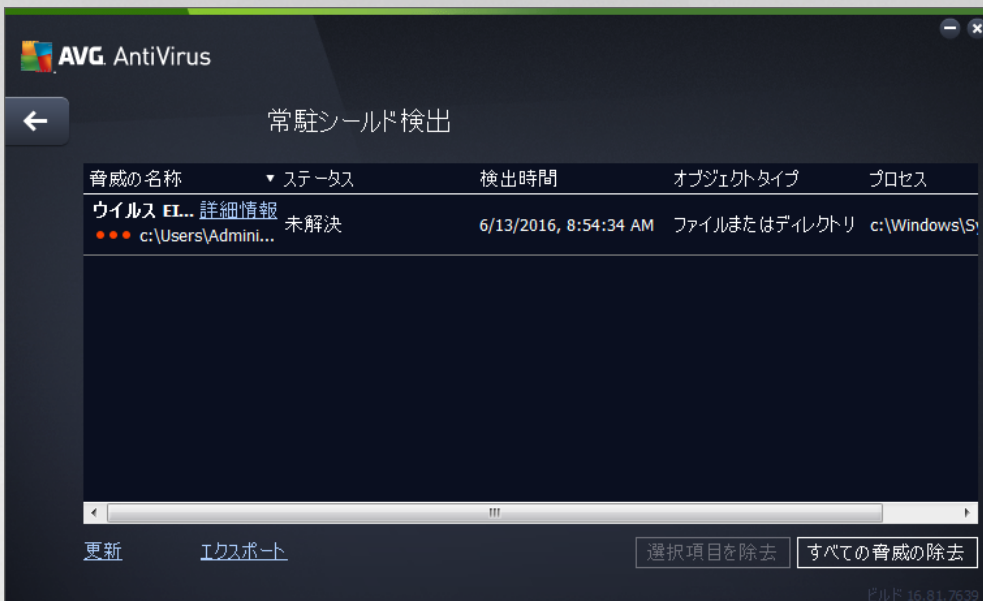 AVG. AntiVirus
常駐シールド検出
脅威の名称 ▼ ステータス 検出時間 オブジェクトタイプ プロセス
ウイルス EI... 詳細情報 未解決 6/13/2016, 8:54:34 AM ファイルまたはディレクトリ c:\Windows\Sy
c:\Users\Admini...
更新 エクスポート 選択項目を除去 すべての脅威の除去
ビルド 16.81.7639